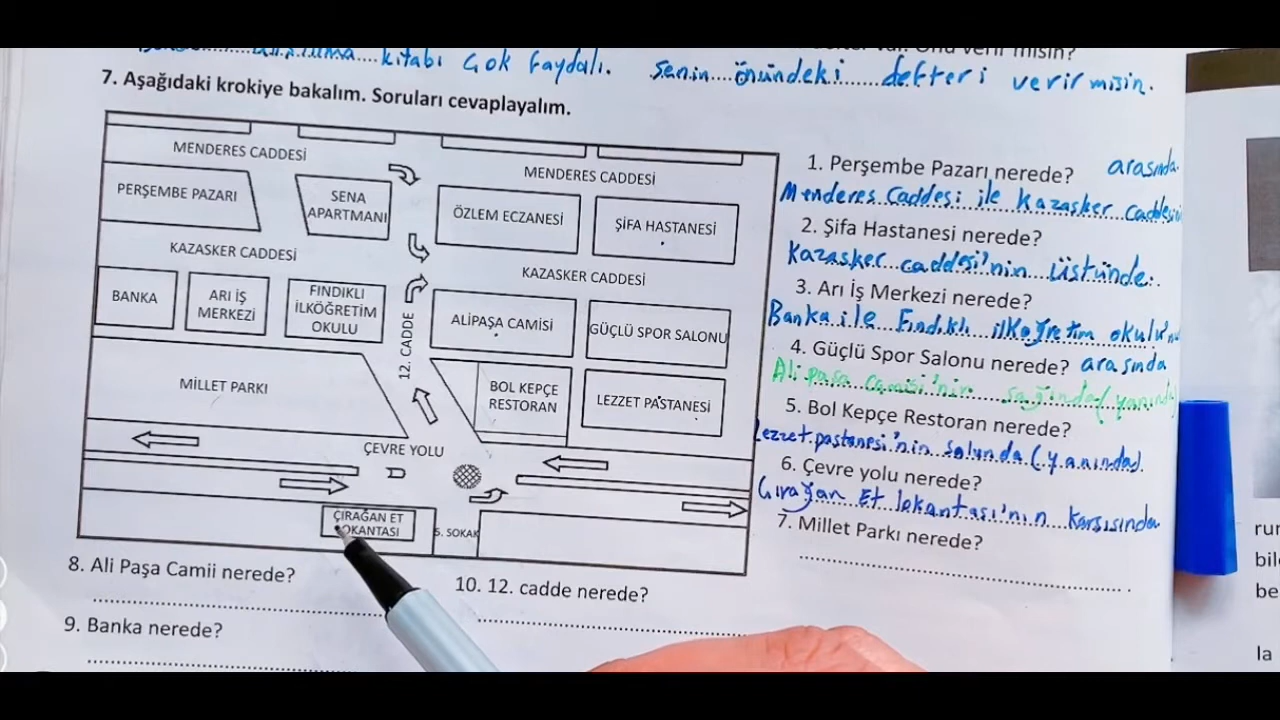 kitabı çok faydalı. senin önündeki defteri verir misin.
7. Aşağıdaki krokiye bakalım. Soruları cevaplayalım.
MENDERES CADDESİ
MENDERES CADDESİ
PERŞEMBE PAZARI
SENA
APARTMANI
ÖZLEM ECZANESİ
ŞİFA HASTANESİ
KAZASKER CADDESİ
KAZASKER CADDESİ
BANKA
ARI İŞ
MERKEZİ
FINDIKLI
İLKÖĞRETİM
OKULU
12. CADDE
ALİPAŞA CAMİSİ
GÜÇLÜ SPOR SALONU
MİLLET PARKI
BOL KEPÇE
RESTORAN
LEZZET PASTANESİ
ÇEVRE YOLU
ÇIRAĞAN ET
LOKANTASI
5. SOKAK
1. Perşembe Pazarı nerede? arasında.
Menderes Caddesi ile Kazasker caddesi
2. Şifa Hastanesi nerede?
Kazasker caddesi'nin üstünde.
3. Arı İş Merkezi nerede?
Banka ile Fındıklı ilköğretim okulu'nun
4. Güçlü Spor Salonu nerede? arasında
Ali paşa camisi'nin sağında (yanında)
5. Bol Kepçe Restoran nerede?
Lezzet pastanesi'nin solunda (yanında).
6. Çevre yolu nerede?
Çırağan Et lokantası'nın karşısında
7. Millet Parkı nerede?
8. Ali Paşa Camii nerede?
9. Banka nerede?
10. 12. cadde nerede?
la